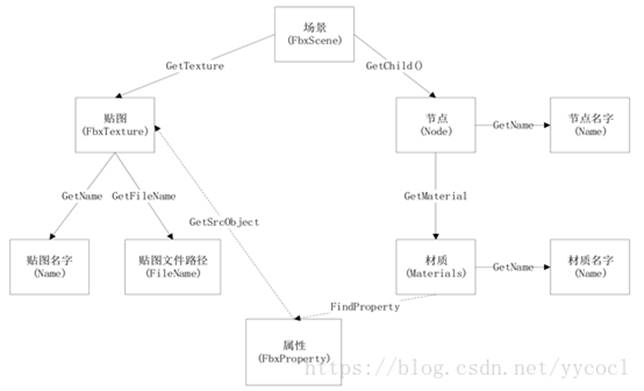 场景
(FbxScene)
GetTexture
GetChild()
贴图
(FbxTexture)
节点
(Node)
GetName
节点名字
(Name)
GetName
GetFileName
GetMaterial
GetSrcObject
贴图名字
(Name)
贴图文件路径
(FileName)
材质
(Materials)
GetName
材质名字
(Name)
FindProperty
属性
(FbxProperty)
https://blog.csdn.net/yycocl